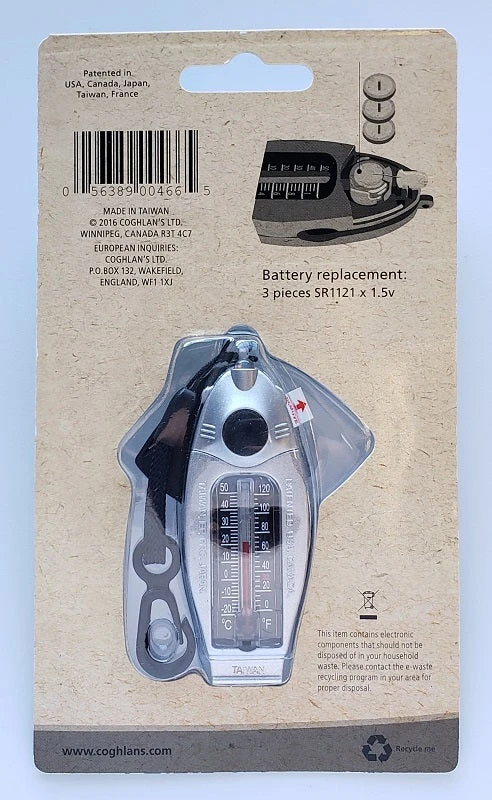 Patented in
USA, Canada, Japan,
Taiwan, France
0 56389 00466 5
MADE IN TAIWAN
© 2016 COGHLAN'S LTD.
WINNIPEG, CANADA R3T 4C7
EUROPEAN INQUIRIES:
COGHLAN'S LTD.
P.O.BOX 132, WAKEFIELD,
ENGLAND, WF1 1XJ
Battery replacement:
3 pieces SR1121 x 1.5v
50 120
40 100
30 80
20 60
10 40
0 20
-10 0
-20
°C °F
TAIWAN
This item contains electronic
components that should not be
disposed of in your household
waste. Please contact the e-waste
recycling program in your area for
proper disposal.
www.coghlans.com
Recycle me